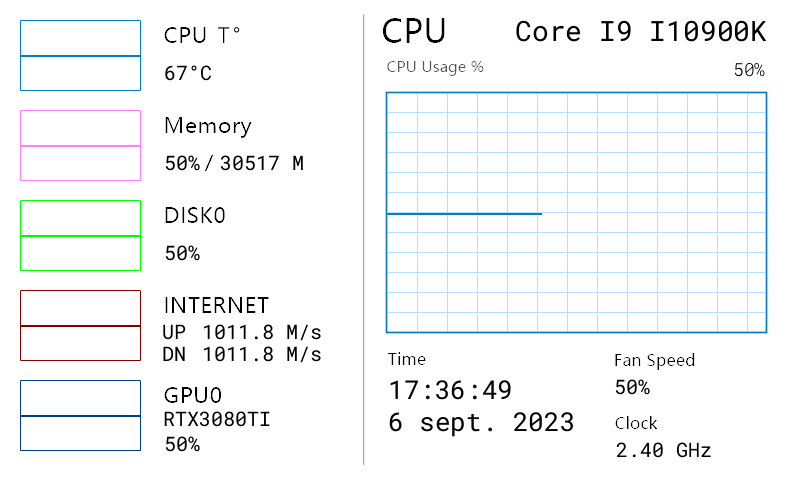 CPU T°
67°C
Memory
50%/ 30517 M
DISK0
50%
INTERNET
UP 1011.8 M/s
DN 1011.8 M/s
GPU0
RTX3080TI
50%
CPU Core I9 I10900K
CPU Usage % 50%
Time
17:36:49
6 sept. 2023
Fan Speed
50%
Clock
2.40 GHz